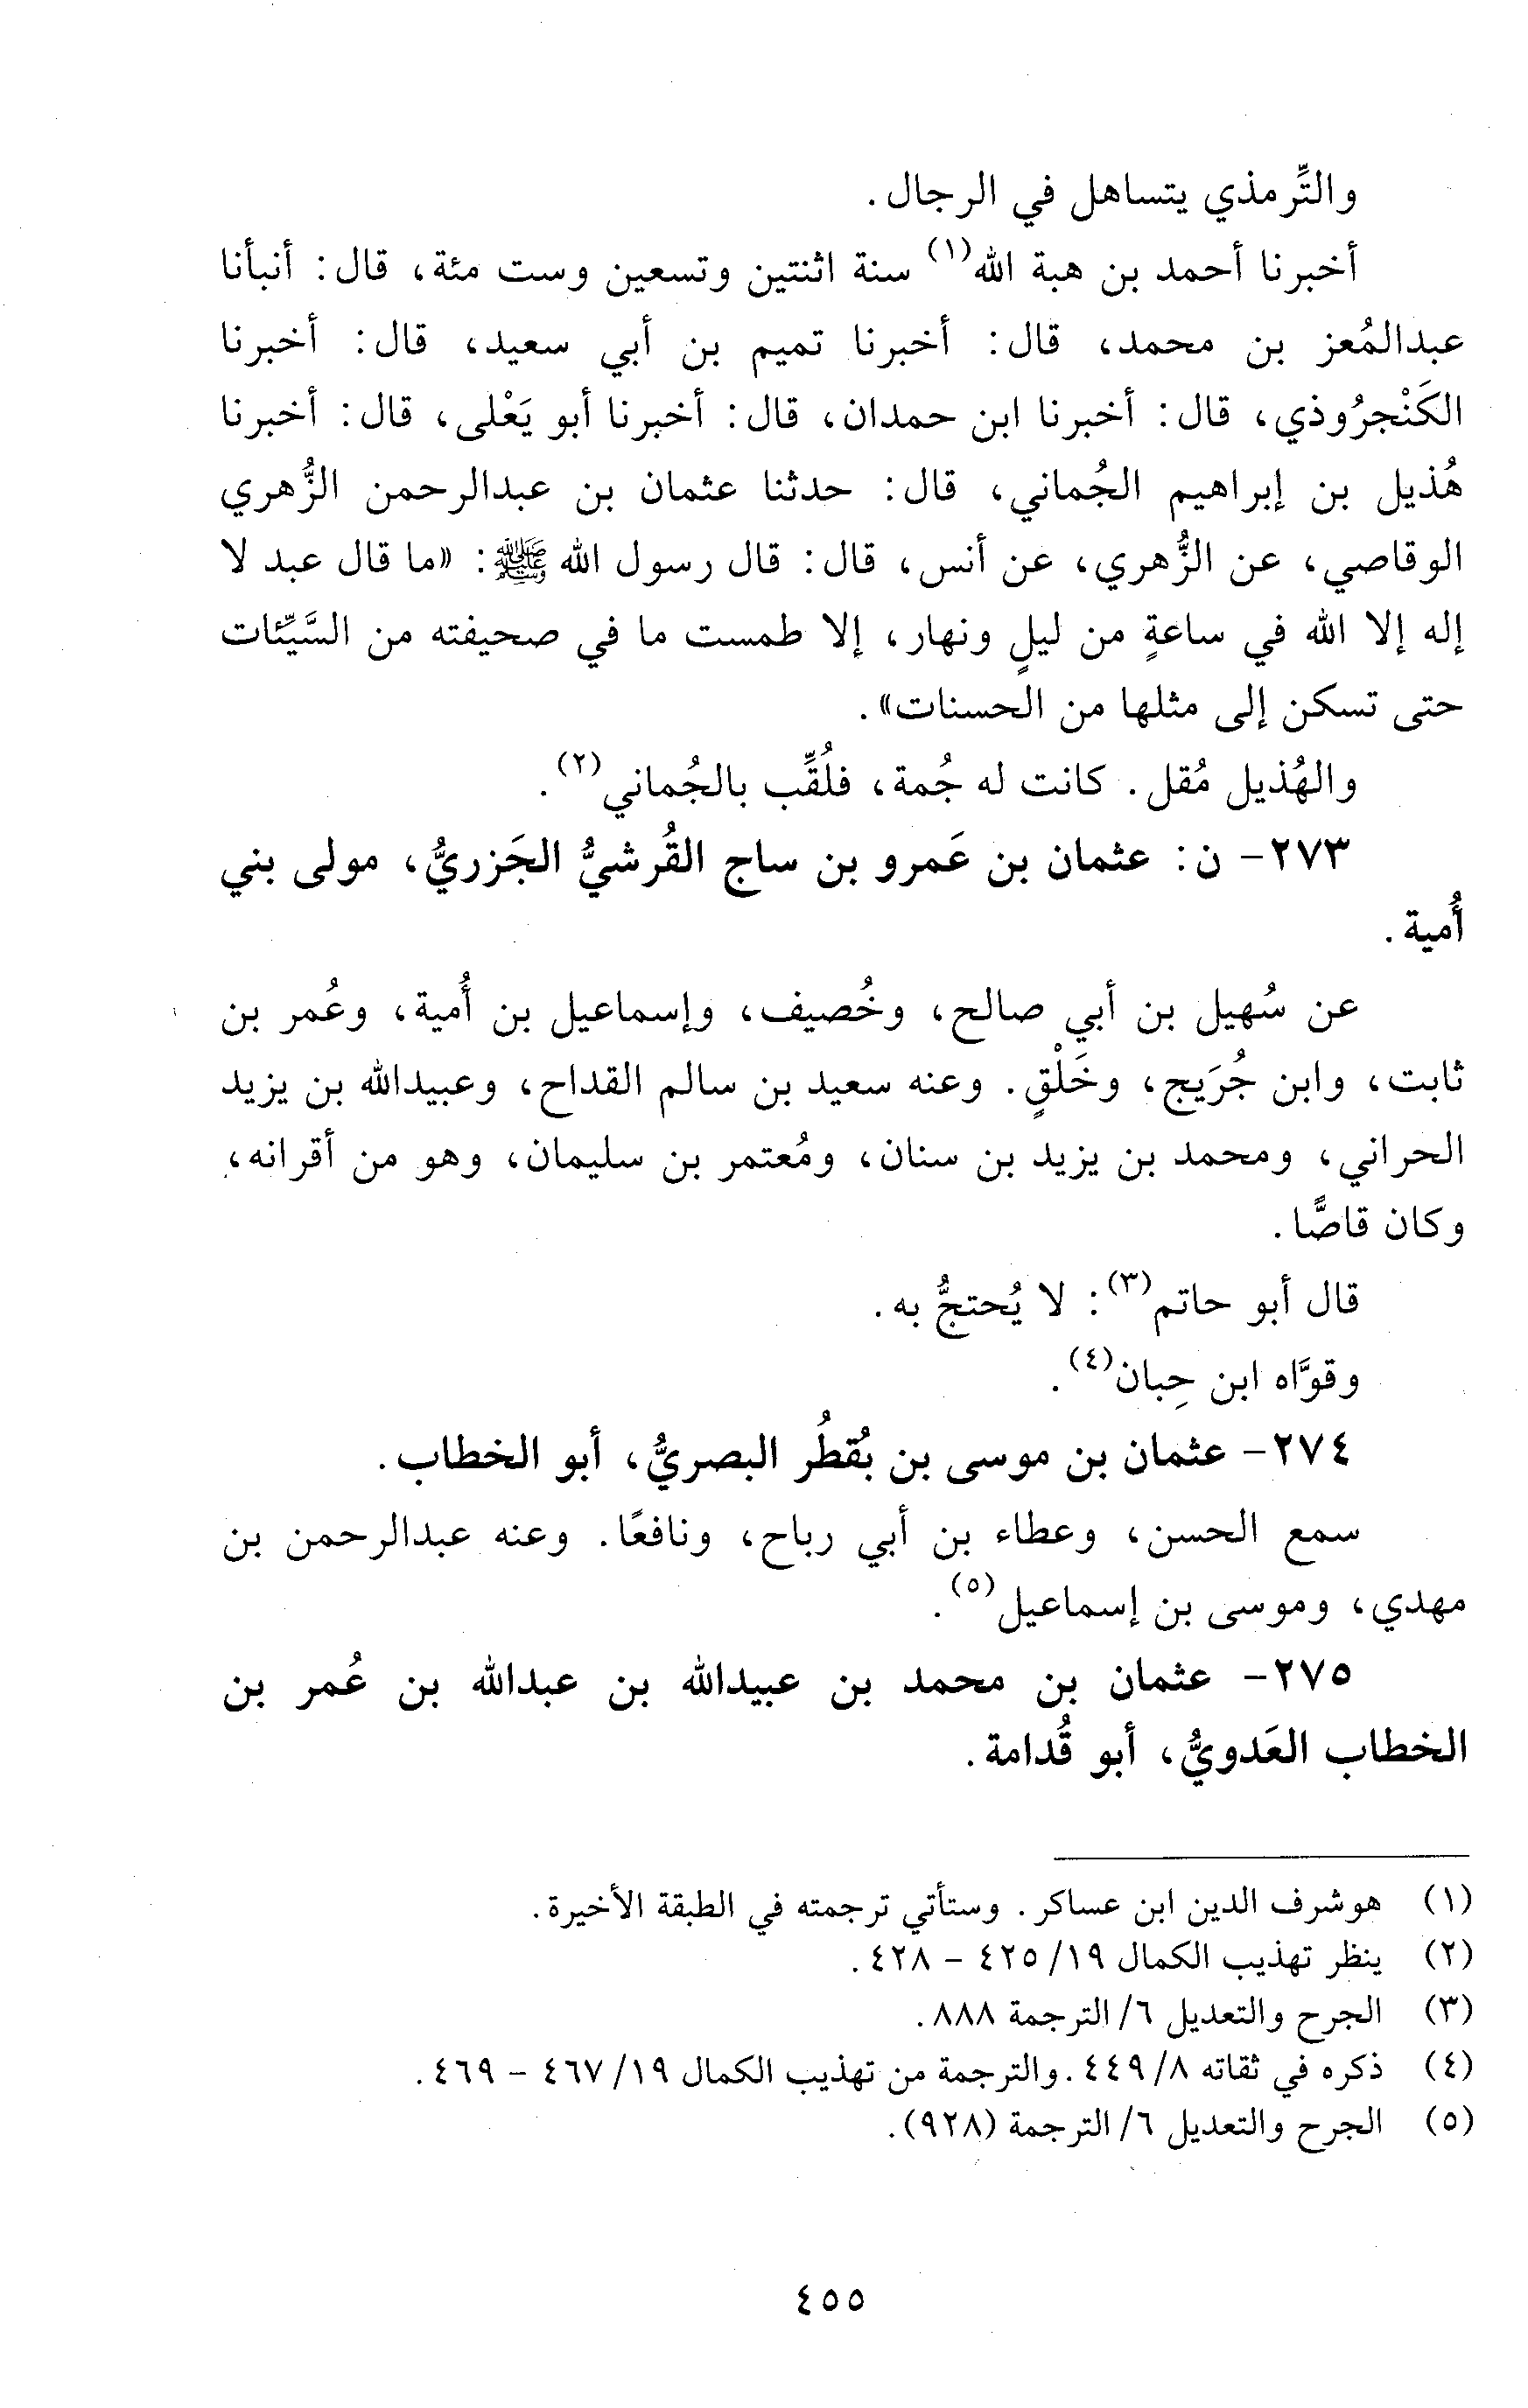 والتِّرمذي يتساهل في الرجال.
أخبرنا أحمد بن هبة الله(١) سنة اثنتين وتسعين وست مئة، قال: أنبأنا
عبدالمُعز بن محمد، قال: أخبرنا تميم بن أبي سعيد، قال: أخبرنا
الكَنْجرُوذي، قال: أخبرنا ابن حمدان، قال: أخبرنا أبو يَعْلى، قال: أخبرنا
هُذيل بن إبراهيم الجُماني، قال: حدثنا عثمان بن عبدالرحمن الزُّهري
الوقاصي، عن الزُّهري، عن أنس، قال: قال رسول الله ﷺ: «ما قال عبد لا
إله إلا الله في ساعةٍ من ليلٍ ونهار، إلا طمست ما في صحيفته من السَّيِّئات
حتى تسكن إلى مثلها من الحسنات».
والهُذيل مُقل. كانت له جُمة، فلُقِّب بالجُماني(٢).
٢٧٣- ن: عثمان بن عَمرو بن ساج القُرشيُّ الجَزريُّ، مولى بني
أُمية.
عن سُهيل بن أبي صالح، وخُصيف، وإسماعيل بن أُمية، وعُمر بن
ثابت، وابن جُرَيج، وخَلْقٍ. وعنه سعيد بن سالم القداح، وعبيدالله بن يزيد
الحراني، ومحمد بن يزيد بن سنان، ومُعتمر بن سليمان، وهو من أقرانه،
وكان قاصًّا.
قال أبو حاتم(٣): لا يُحتجُّ به.
وقوَّاه ابن حِبان(٤).
٢٧٤- عثمان بن موسى بن بُقطُر البصريُّ، أبو الخطاب.
سمع الحسن، وعطاء بن أبي رباح، ونافعًا. وعنه عبدالرحمن بن
مهدي، وموسى بن إسماعيل(٥).
٢٧٥- عثمان بن محمد بن عبيدالله بن عبدالله بن عُمر بن
الخطاب العَدويُّ، أبو قُدامة.
(١) هوشرف الدين ابن عساكر. وستأتي ترجمته في الطبقة الأخيرة.
(٢) ينظر تهذيب الكمال ١٩/ ٤٢٥ - ٤٢٨.
(٣) الجرح والتعديل ٦/ الترجمة ٨٨٨.
(٤) ذكره في ثقاته ٨/ ٤٤٩. والترجمة من تهذيب الكمال ١٩/ ٤٦٧ - ٤٦٩.
(٥) الجرح والتعديل ٦/ الترجمة (٩٢٨).
٤٥٥